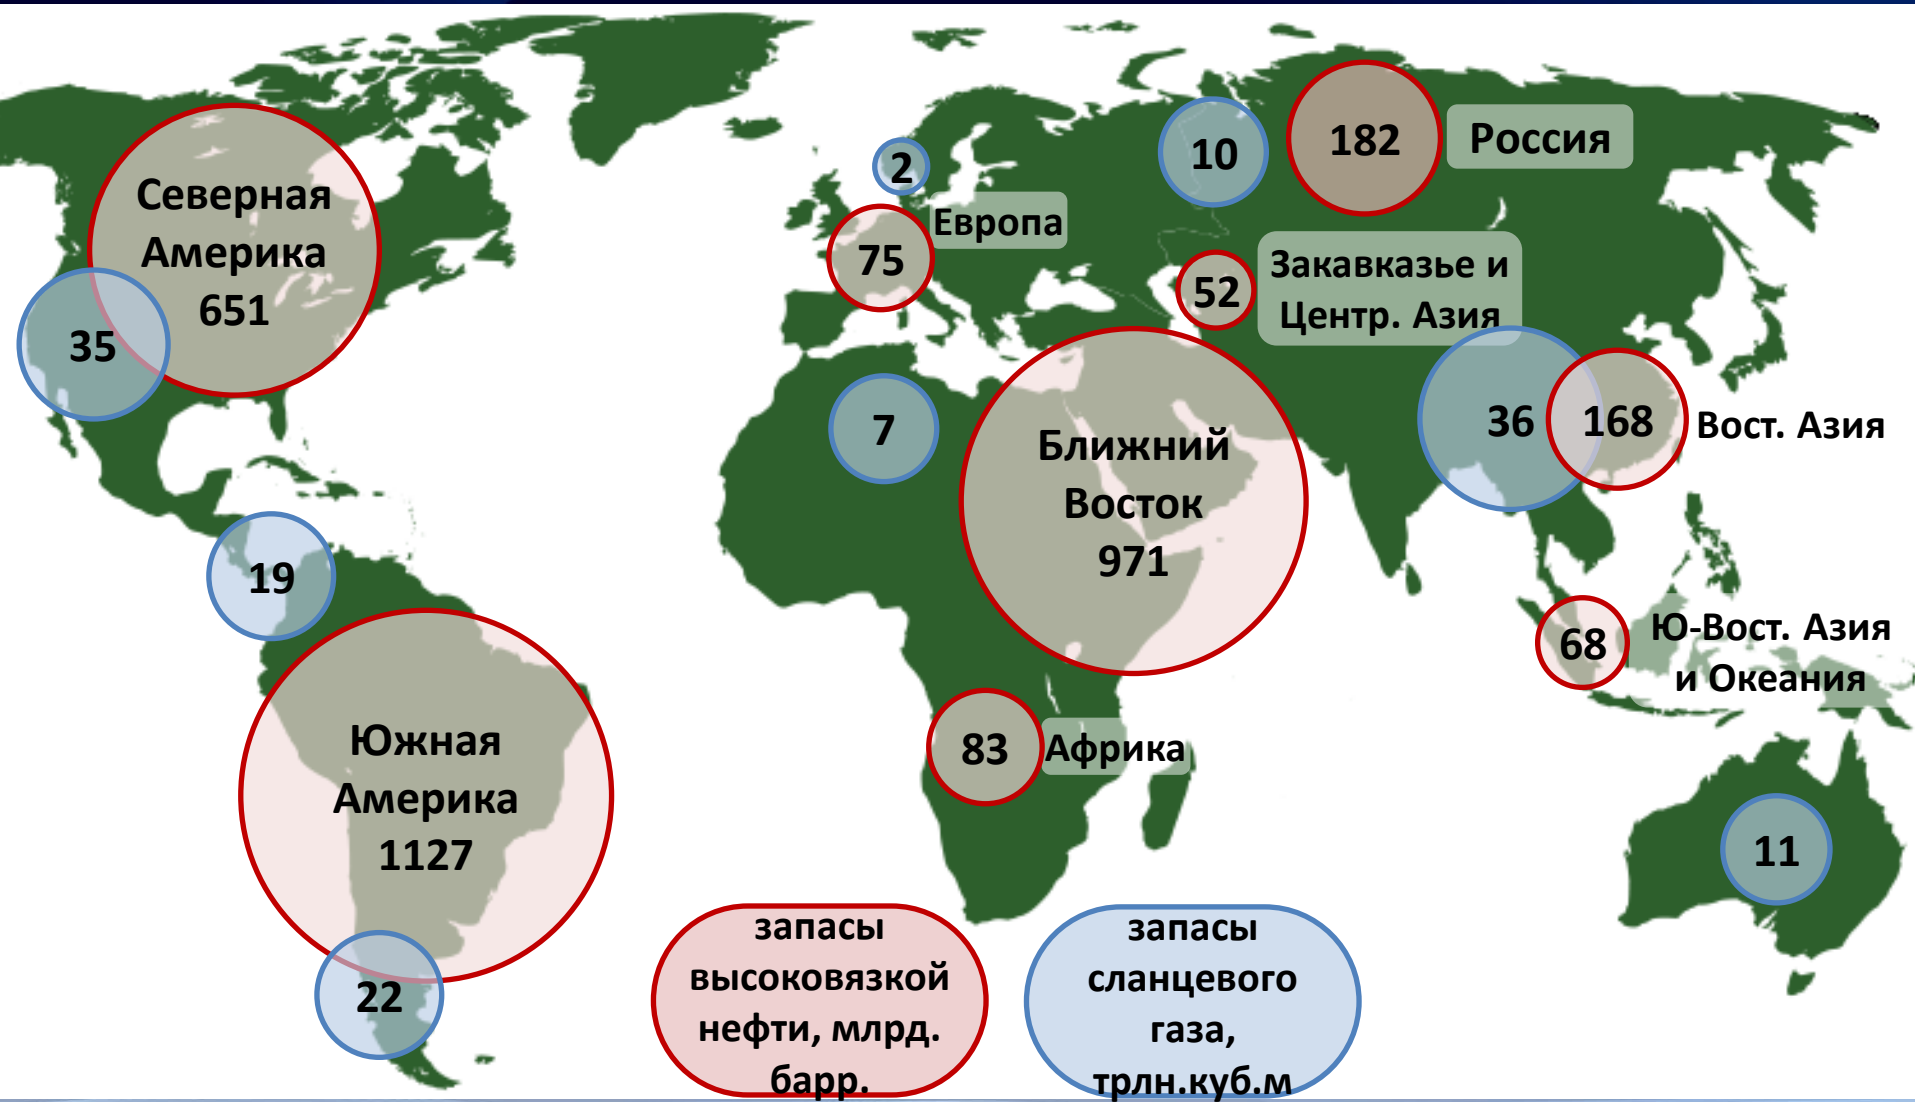 Северная
Америка
651
35
19
Южная
Америка
1127
22
2
Европа
75
7
10
182
Россия
52
Закавказье и
Центр. Азия
Ближний
Восток
971
36
168
Вост. Азия
83
Африка
68
Ю-Вост. Азия
и Океания
11
запасы
высоковязкой
нефти, млрд.
барр.
запасы
сланцевого
газа,
трлн.куб.м